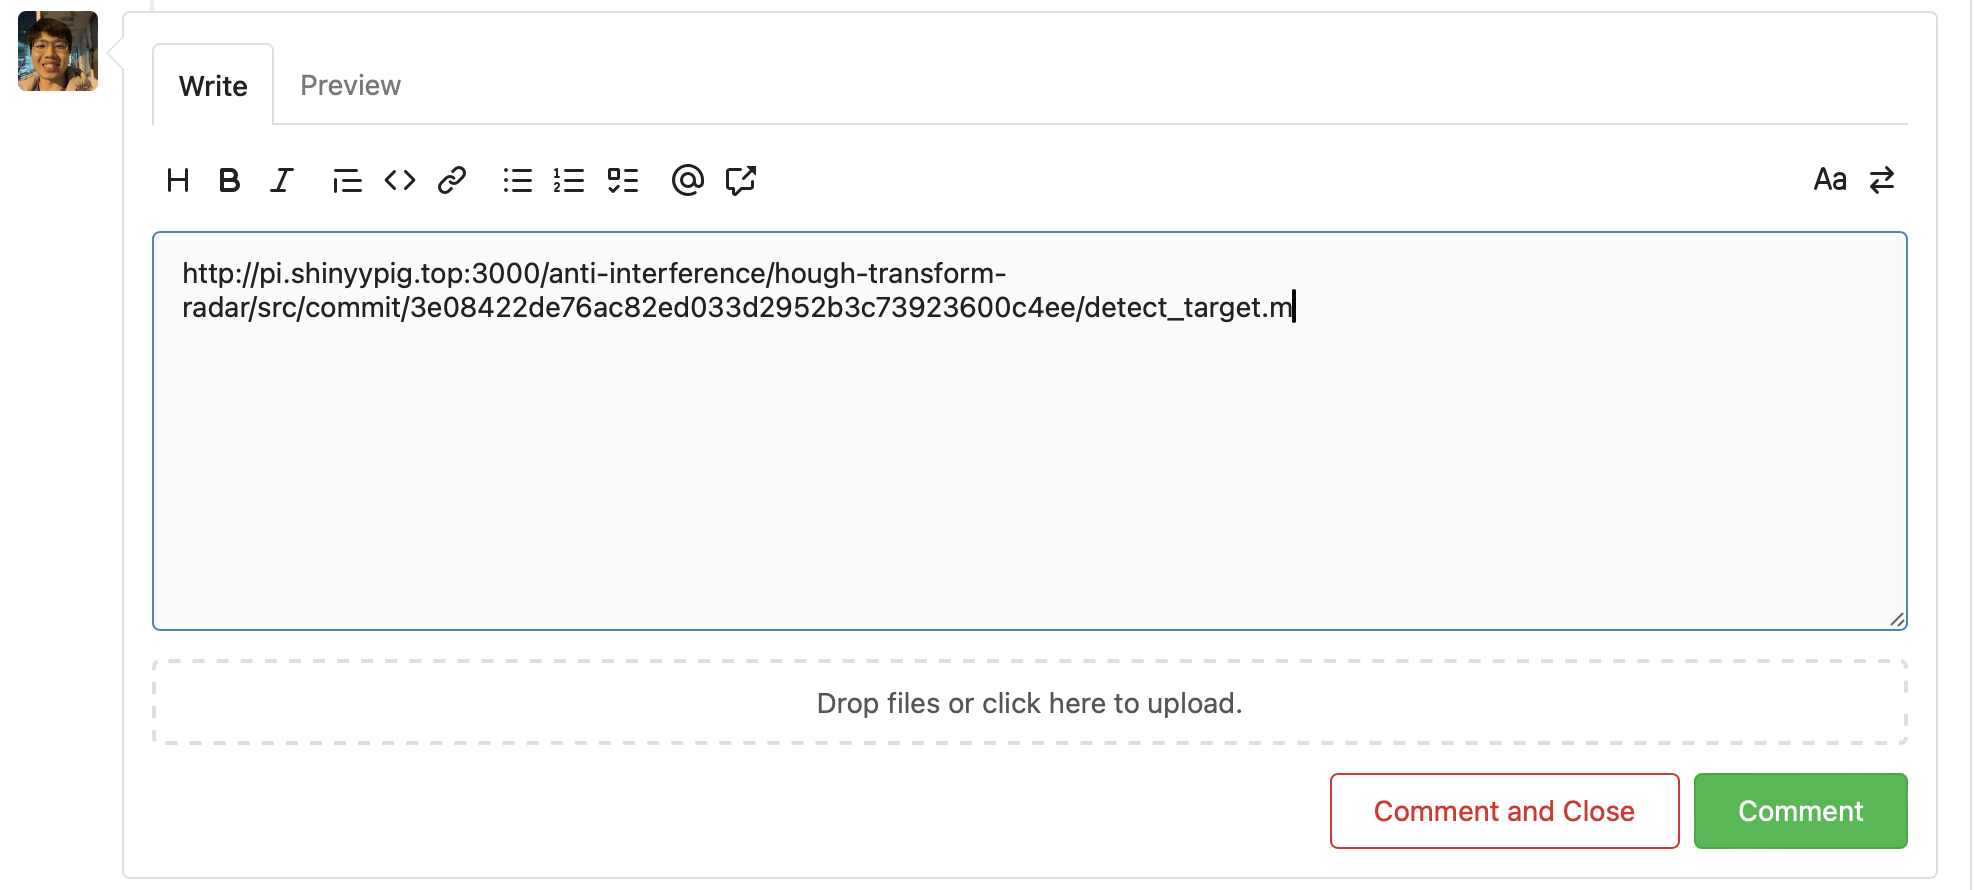 Write
Preview
Aa
http://pi.shinyypig.top:3000/anti-interference/hough-transform-
radar/src/commit/3e08422de76ac82ed033d2952b3c73923600c4ee/detect_target.m
Drop files or click here to upload.
Comment and Close
Comment